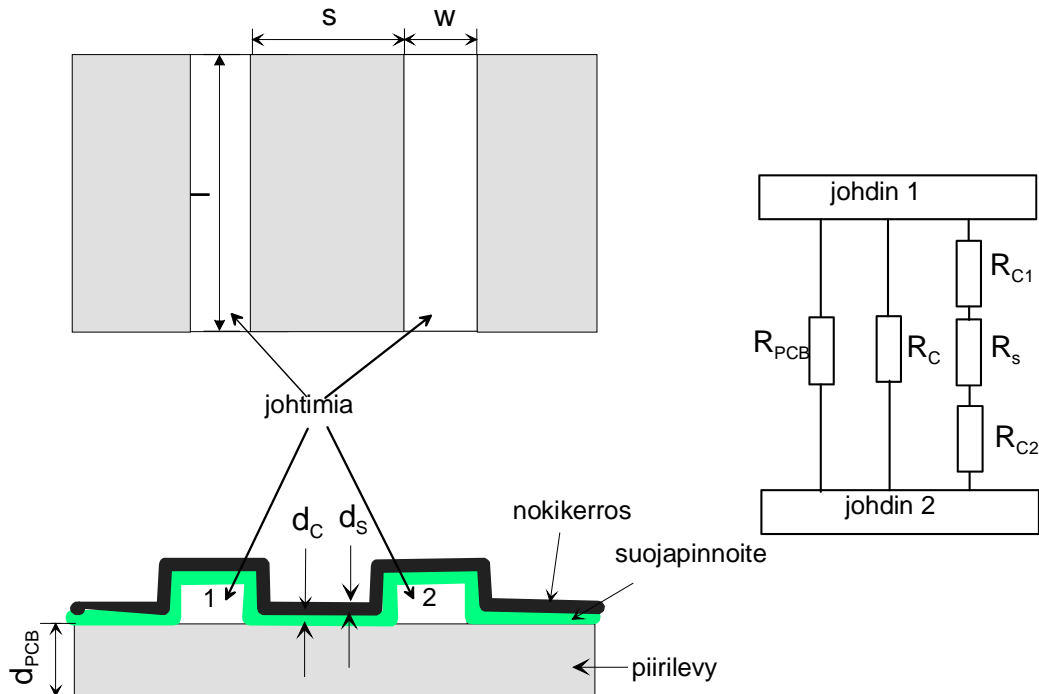 s
w
l
johtimia
johdin 1
R_C1
R_PCB
R_C
R_s
R_C2
johdin 2
d_C
d_S
nokikerros
suojapinnoite
1
2
d_PCB
piirilevy